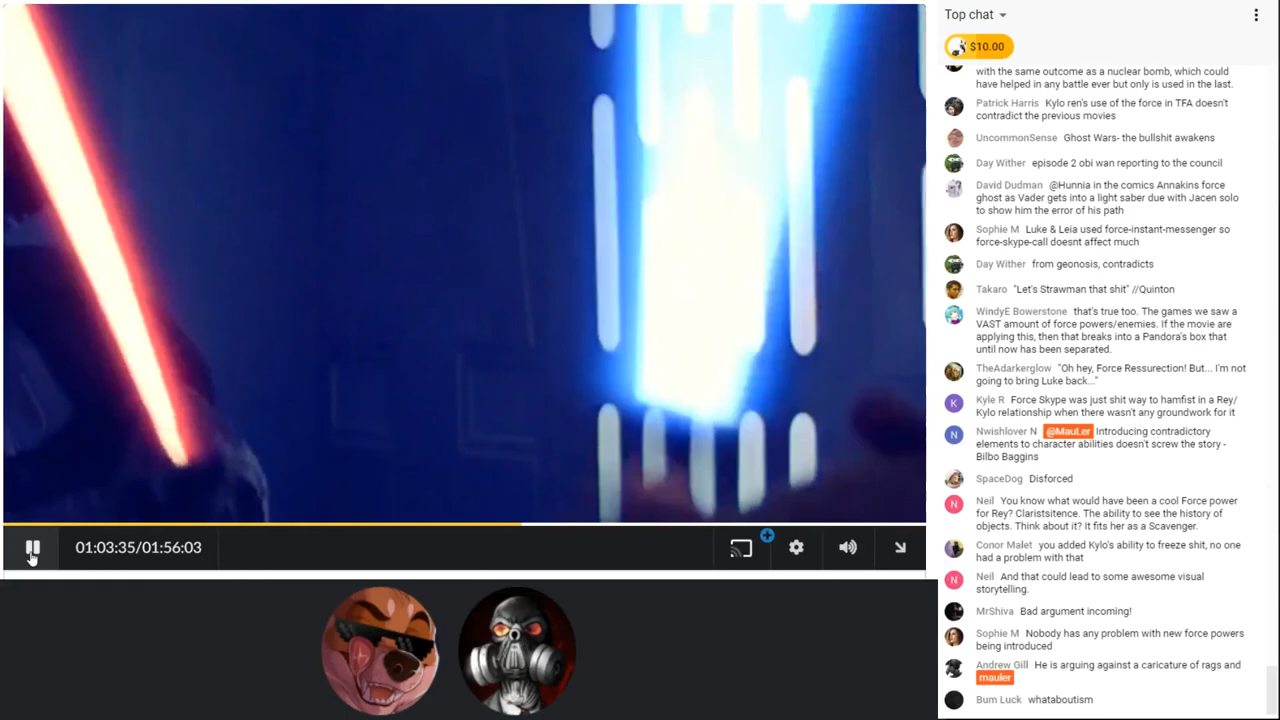 Top chat
$10.00
with the same outcome as a nuclear bomb, which could
have helped in any battle ever but only is used in the last.
Patrick Harris Kylo ren's use of the force in TFA doesn't
contradict the previous movies
UncommonSense Ghost Wars- the bullshit awakens
Day Wither episode 2 obi wan reporting to the council
David Dudman @Hunnia in the comics Annakins force
ghost as Vader gets into a light saber due with Jacen solo
to show him the error of his path
Sophie M Luke & Leia used force-instant-messenger so
force-skype-call doesnt affect much
Day Wither from geonosis, contradicts
Takaro "Let's Strawman that shit" //Quinton
WindyE Bowerstone that's true too. The games we saw a
VAST amount of force powers/enemies. If the movie are
applying this, then that breaks into a Pandora's box that
until now has been separated.
TheAdarkerglow "Oh hey, Force Ressurection! But... I'm not
going to bring Luke back..."
K Kyle R Force Skype was just shit way to hamfist in a Rey/
Kylo relationship when there wasn't any groundwork for it
N Nwishlover N @MauLer Introducing contradictory
elements to character abilities doesn't screw the story -
Bilbo Baggins
SpaceDog Disforced
N Neil You know what would have been a cool Force power
for Rey? Claristsitence. The ability to see the history of
objects. Think about it? It fits her as a Scavenger.
Conor Malet you added Kylo's ability to freeze shit, no one
had a problem with that
N Neil And that could lead to some awesome visual
storytelling.
MrShiva Bad argument incoming!
Sophie M Nobody has any problem with new force powers
being introduced
Andrew Gill He is arguing against a caricature of rags and
mauler
Bum Luck whataboutism
01:03:35/01:56:03